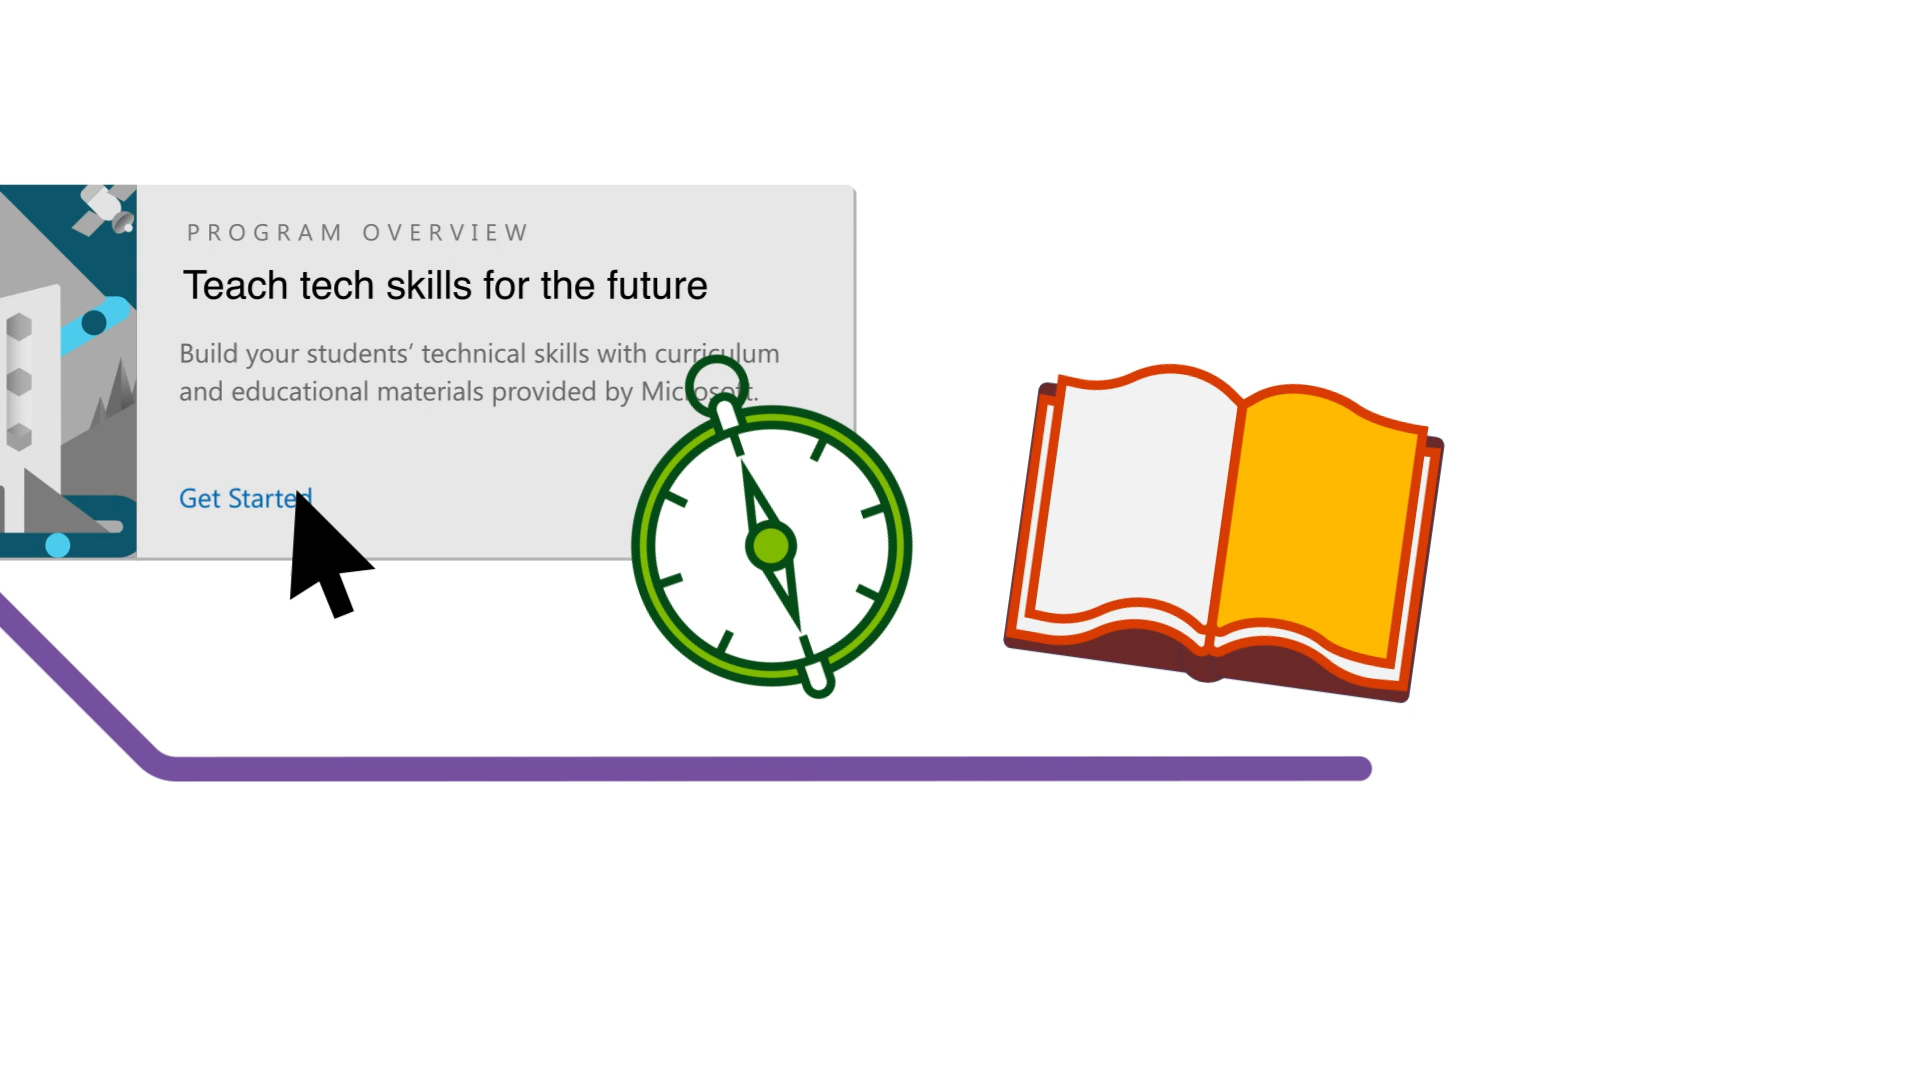 PROGRAM OVERVIEW
Teach tech skills for the future
Build your students’ technical skills with curriculum
and educational materials provided by Microsoft.
Get Started